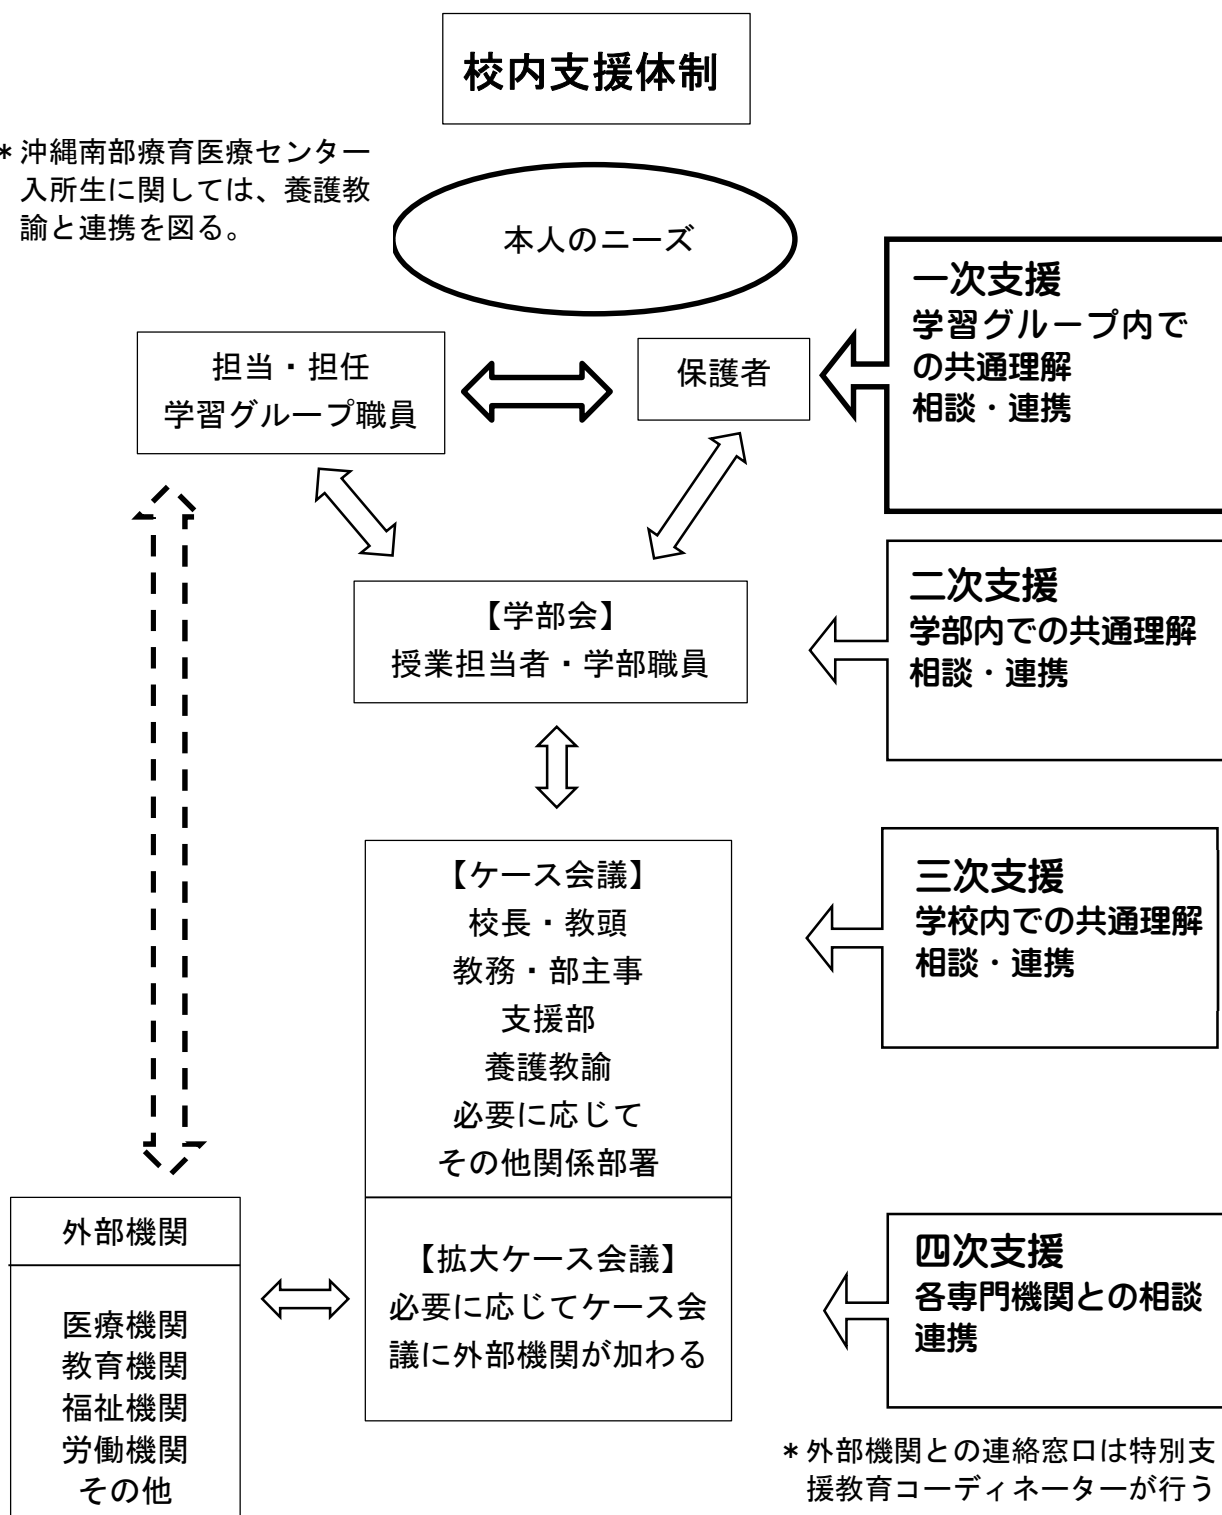 校内支援体制
*沖縄南部療育医療センター
入所生に関しては、養護教
諭と連携を図る。
本人のニーズ
一次支援
学習グループ内で
の共通理解
相談・連携
担当・担任
学習グループ職員
保護者
二次支援
学部内での共通理解
相談・連携
【学部会】
授業担当者・学部職員
三次支援
学校内での共通理解
相談・連携
【ケース会議】
校長・教頭
教務・部主事
支援部
養護教諭
必要に応じて
その他関係部署
外部機関
医療機関
教育機関
福祉機関
労働機関
その他
【拡大ケース会議】
必要に応じてケース会
議に外部機関が加わる
四次支援
各専門機関との相談
連携
*外部機関との連絡窓口は特別支
援教育コーディネーターが行う